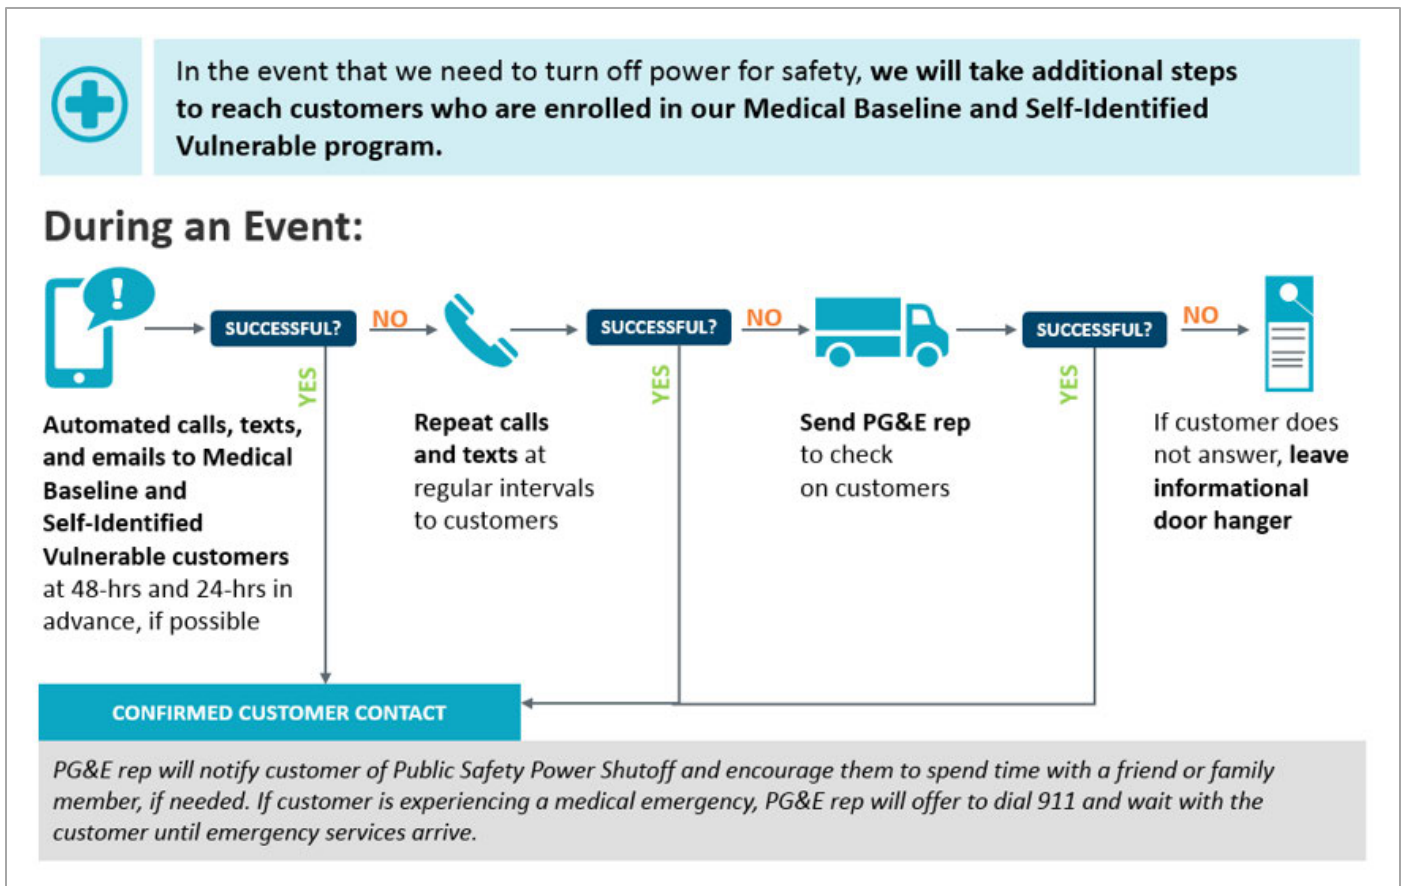 In the event that we need to turn off power for safety, we will take additional steps
to reach customers who are enrolled in our Medical Baseline and Self-Identified
Vulnerable program.
During an Event:
!
SUCCESSFUL?
NO
YES
SUCCESSFUL?
NO
YES
SUCCESSFUL?
NO
YES
Automated calls, texts,
and emails to Medical
Baseline and
Self-Identified
Vulnerable customers
at 48-hrs and 24-hrs in
advance, if possible
Repeat calls
and texts at
regular intervals
to customers
Send PG&E rep
to check
on customers
If customer does
not answer, leave
informational
door hanger
CONFIRMED CUSTOMER CONTACT
PG&E rep will notify customer of Public Safety Power Shutoff and encourage them to spend time with a friend or family
member, if needed. If customer is experiencing a medical emergency, PG&E rep will offer to dial 911 and wait with the
customer until emergency services arrive.